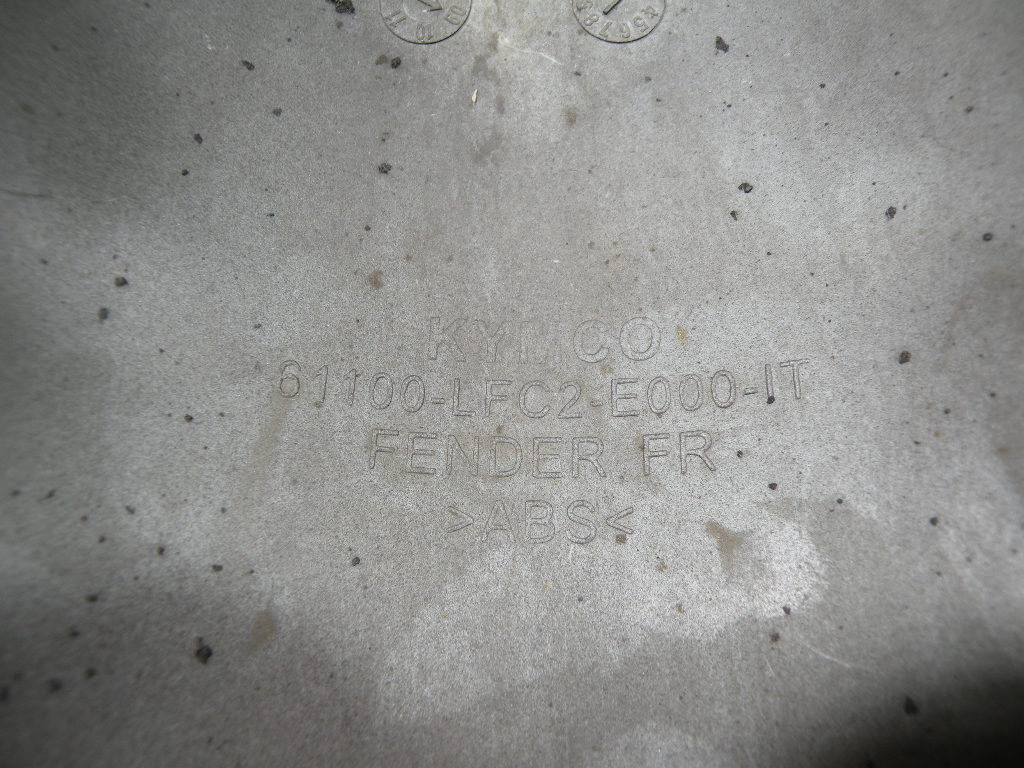 KYMCO
61100-LFC2-E000-IT
FENDER FR
>ABS<